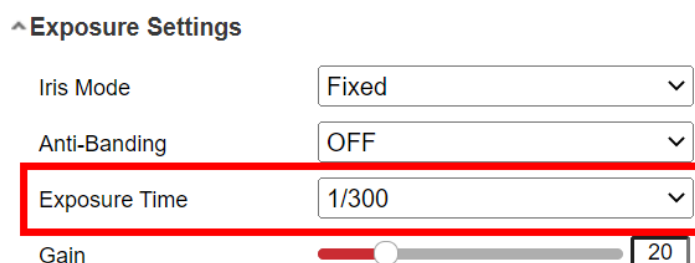 Exposure Settings
Iris Mode Fixed
Anti-Banding OFF
Exposure Time 1/300
Gain 20